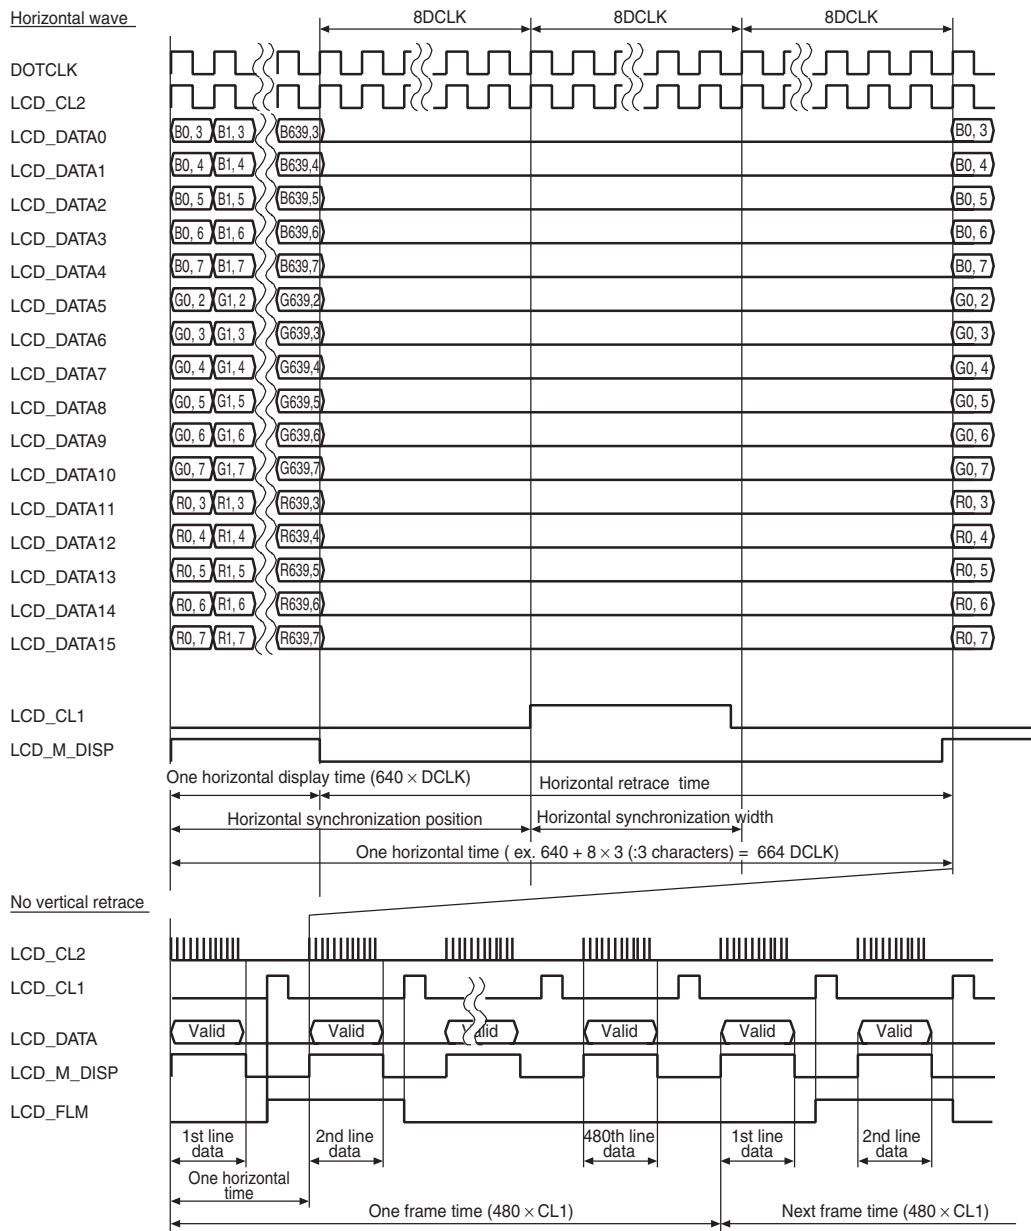 Horizontal wave
8DCLK 8DCLK 8DCLK
DOTCLK
LCD_CL2
LCD_DATA0 B0, 3 B1, 3 B639,3 B0, 3
LCD_DATA1 B0, 4 B1, 4 B639,4 B0, 4
LCD_DATA2 B0, 5 B1, 5 B639,5 B0, 5
LCD_DATA3 B0, 6 B1, 6 B639,6 B0, 6
LCD_DATA4 B0, 7 B1, 7 B639,7 B0, 7
LCD_DATA5 G0, 2 G1, 2 G639,2 G0, 2
LCD_DATA6 G0, 3 G1, 3 G639,3 G0, 3
LCD_DATA7 G0, 4 G1, 4 G639,4 G0, 4
LCD_DATA8 G0, 5 G1, 5 G639,5 G0, 5
LCD_DATA9 G0, 6 G1, 6 G639,6 G0, 6
LCD_DATA10 G0, 7 G1, 7 G639,7 G0, 7
LCD_DATA11 R0, 3 R1, 3 R639,3 R0, 3
LCD_DATA12 R0, 4 R1, 4 R639,4 R0, 4
LCD_DATA13 R0, 5 R1, 5 R639,5 R0, 5
LCD_DATA14 R0, 6 R1, 6 R639,6 R0, 6
LCD_DATA15 R0, 7 R1, 7 R639,7 R0, 7
LCD_CL1
LCD_M_DISP
One horizontal display time (640 × DCLK)
Horizontal retrace time
Horizontal synchronization position
Horizontal synchronization width
One horizontal time ( ex. 640 + 8 × 3 (:3 characters) = 664 DCLK)
No vertical retrace
LCD_CL2
LCD_CL1
LCD_DATA Valid Valid Valid Valid Valid Valid
LCD_M_DISP
LCD_FLM
1st line data
2nd line data
480th line data
1st line data
2nd line data
One horizontal time
One frame time (480 × CL1)
Next frame time (480 × CL1)